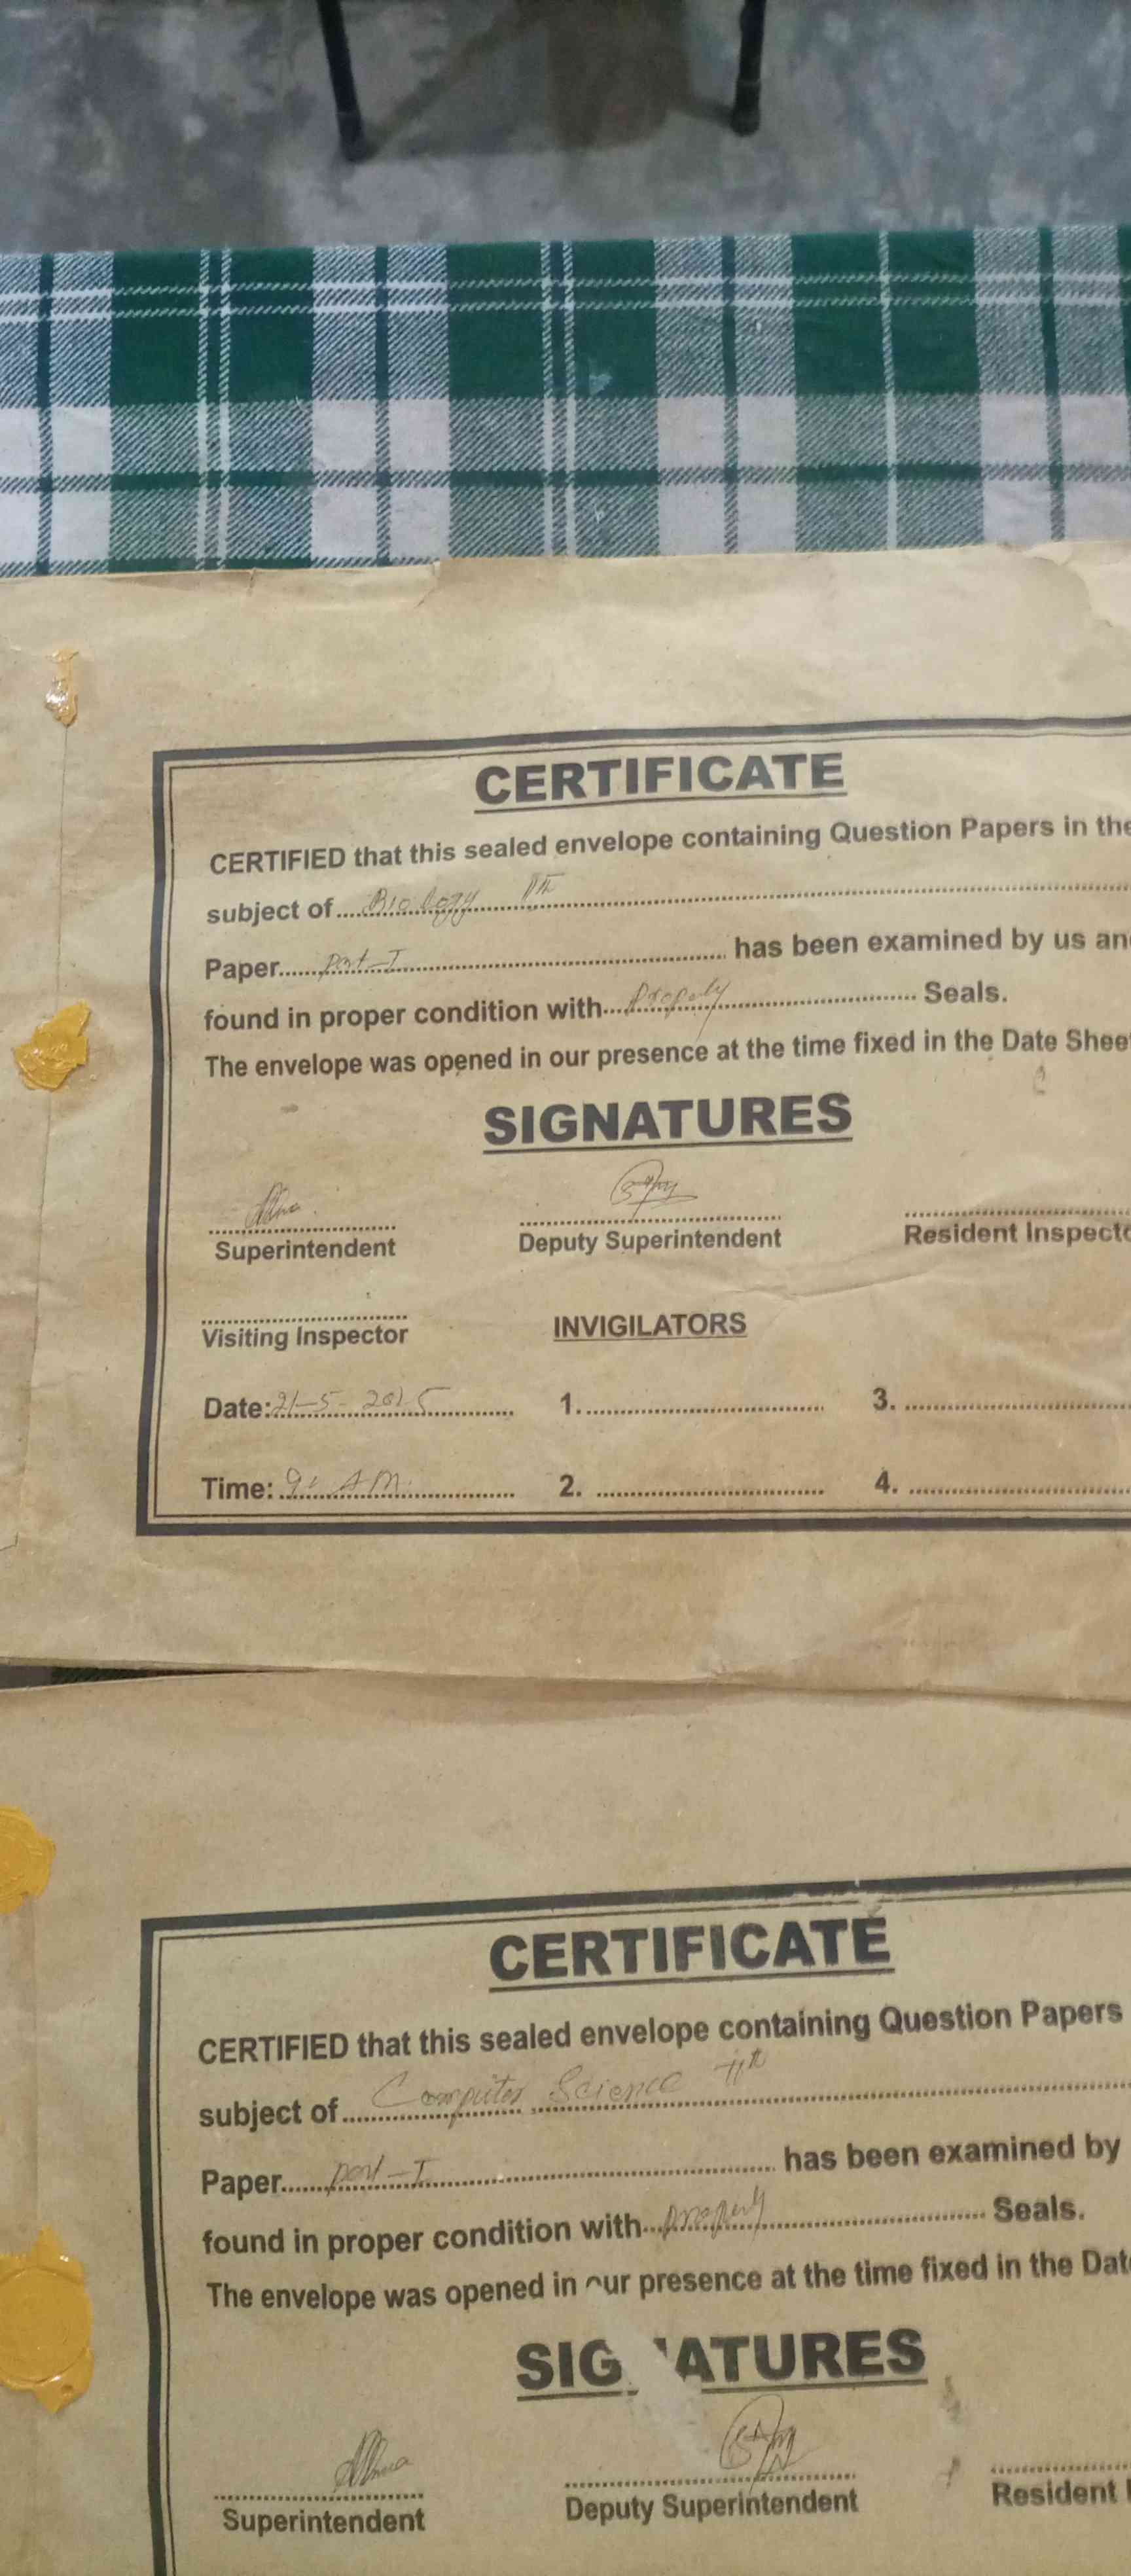 CERTIFICATE
CERTIFIED that this sealed envelope containing Question Papers in the
subject of Biology
Paper Part-I has been examined by us an
found in proper condition with Properly Seals.
The envelope was opened in our presence at the time fixed in the Date Shee
SIGNATURES
Superintendent Deputy Superintendent Resident Inspecto
Visiting Inspector INVIGILATORS
Date: 21-5-2025 1. 3.
Time: 9: AM 2. 4.
CERTIFICATE
CERTIFIED that this sealed envelope containing Question Papers
subject of Computer Science 11th
Paper part-I has been examined by
found in proper condition with properly Seals.
The envelope was opened in our presence at the time fixed in the Dat
SIG ATURES
Superintendent Deputy Superintendent Resident